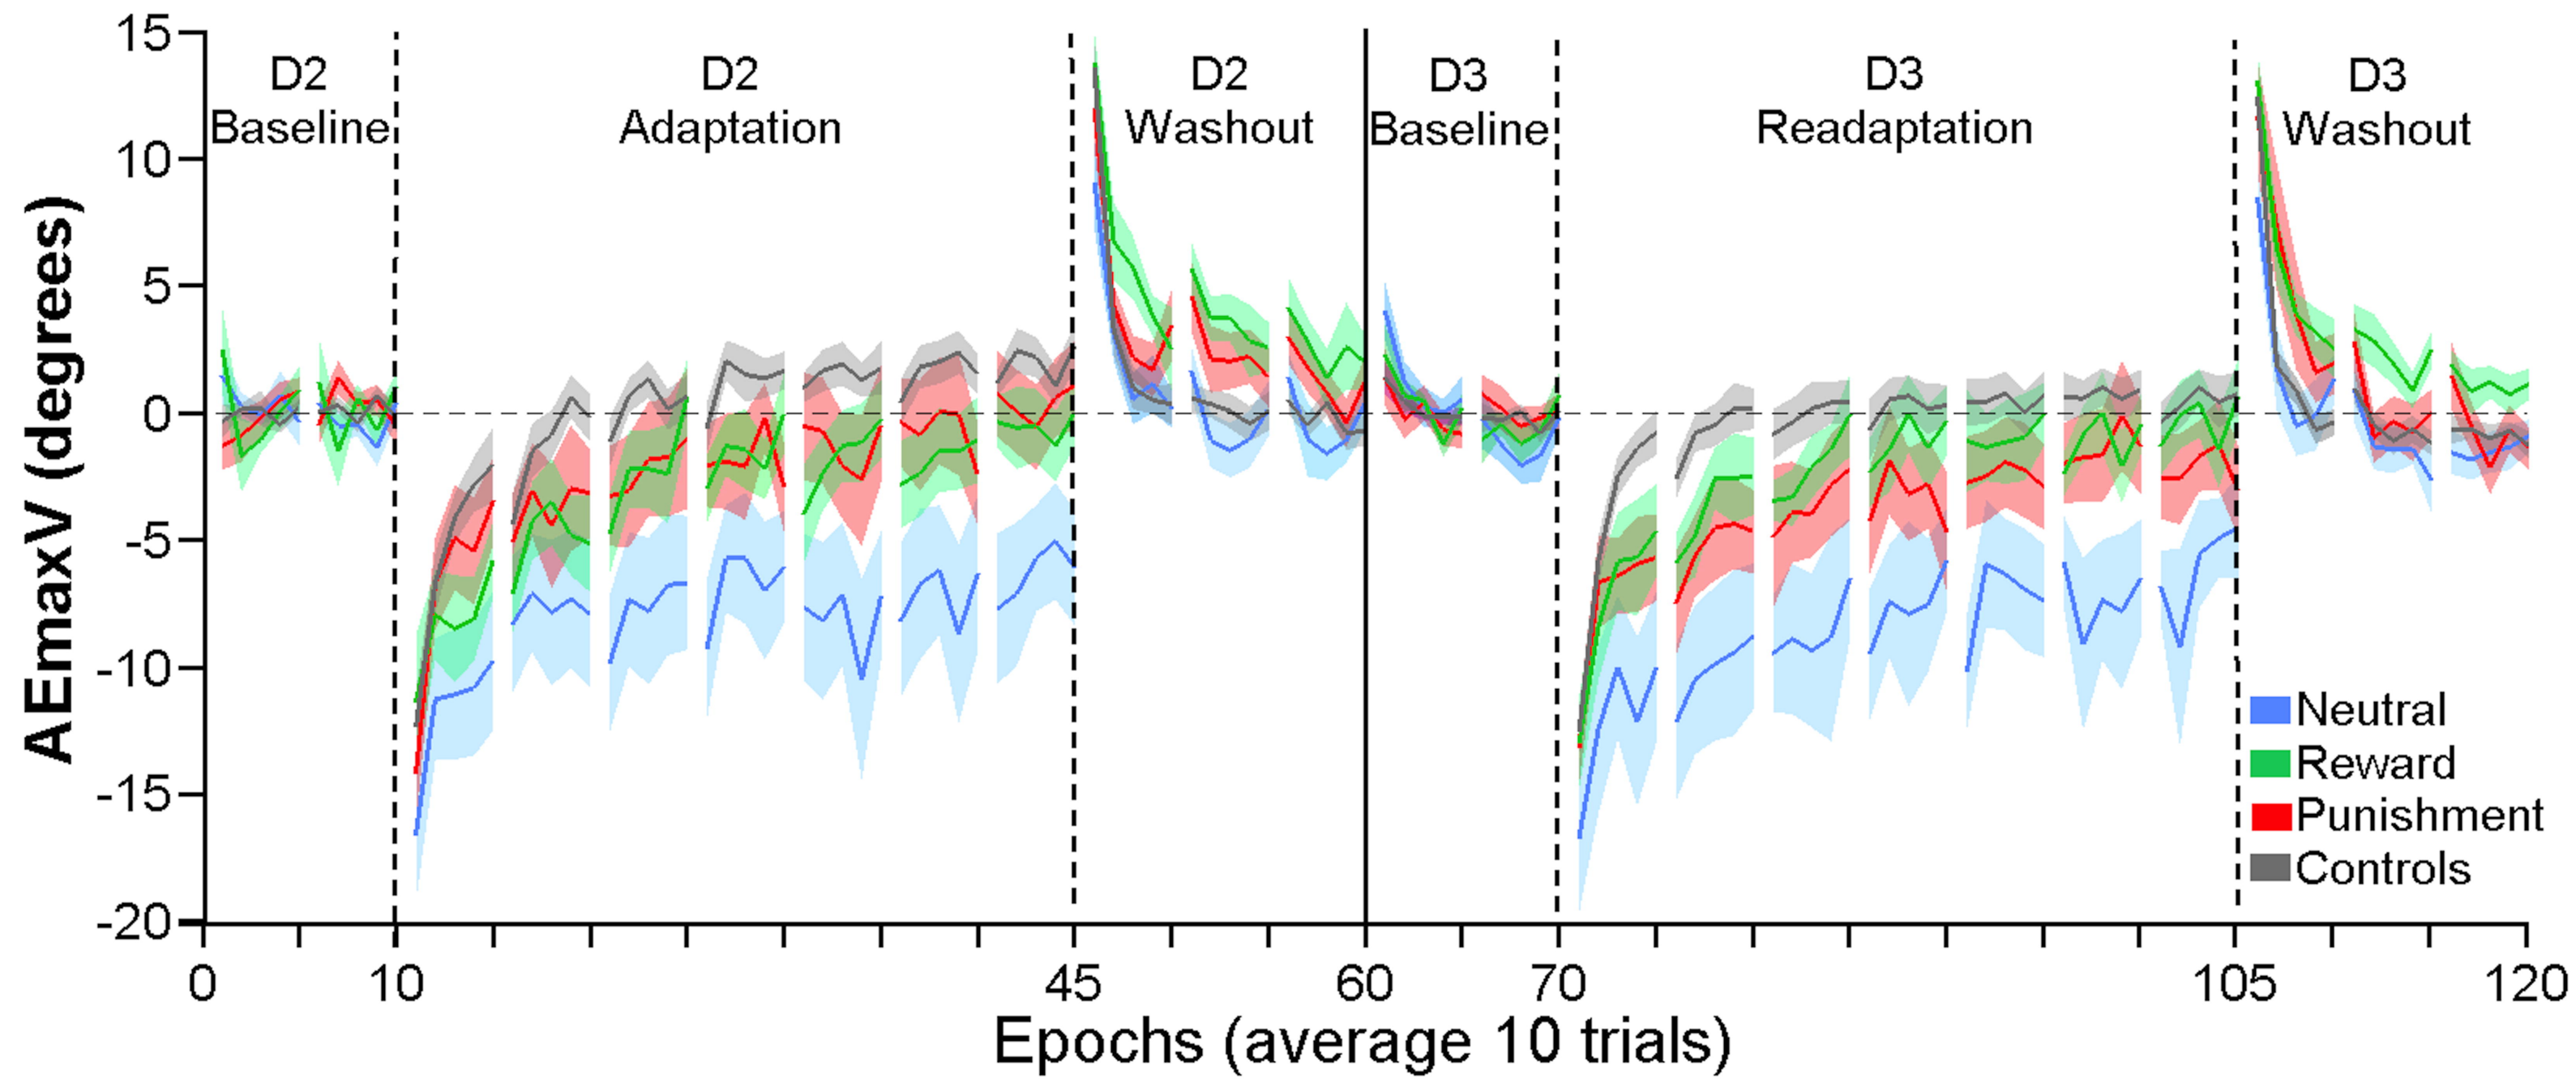 15
10
5
0
-5
-10
-15
-20
AEmaxV (degrees)
D2
Baseline
D2
Adaptation
D2
Washout
D3
Baseline
D3
Readaptation
D3
Washout
Neutral
Reward
Punishment
Controls
0
10
45
60
70
105
120
Epochs (average 10 trials)